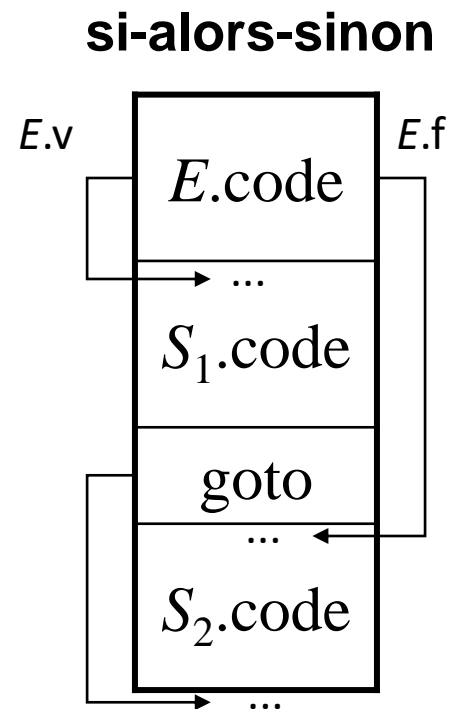 si-alors-sinon
E.v
E.f
E.code
...
S₁.code
goto
...
S₂.code
...